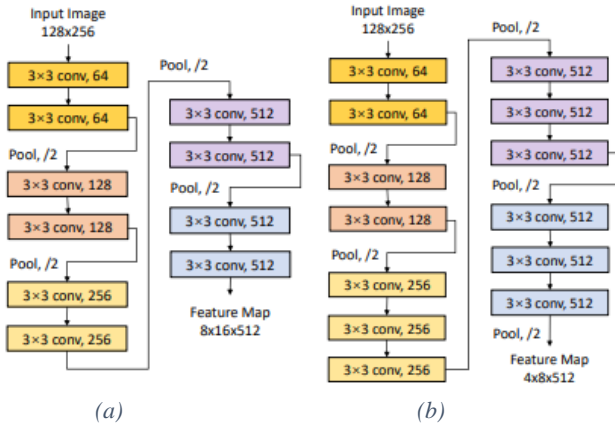 Input Image
128x256
3×3 conv, 64
3×3 conv, 64
Pool, /2
3×3 conv, 128
3×3 conv, 128
Pool, /2
3×3 conv, 256
3×3 conv, 256
Pool, /2
3×3 conv, 512
3×3 conv, 512
Pool, /2
3×3 conv, 512
3×3 conv, 512
Feature Map
8x16x512
(a)
Input Image
128x256
3×3 conv, 64
3×3 conv, 64
Pool, /2
3×3 conv, 128
3×3 conv, 128
Pool, /2
3×3 conv, 256
3×3 conv, 256
3×3 conv, 256
Pool, /2
3×3 conv, 512
3×3 conv, 512
3×3 conv, 512
Pool, /2
3×3 conv, 512
3×3 conv, 512
3×3 conv, 512
Pool, /2
Feature Map
4x8x512
(b)